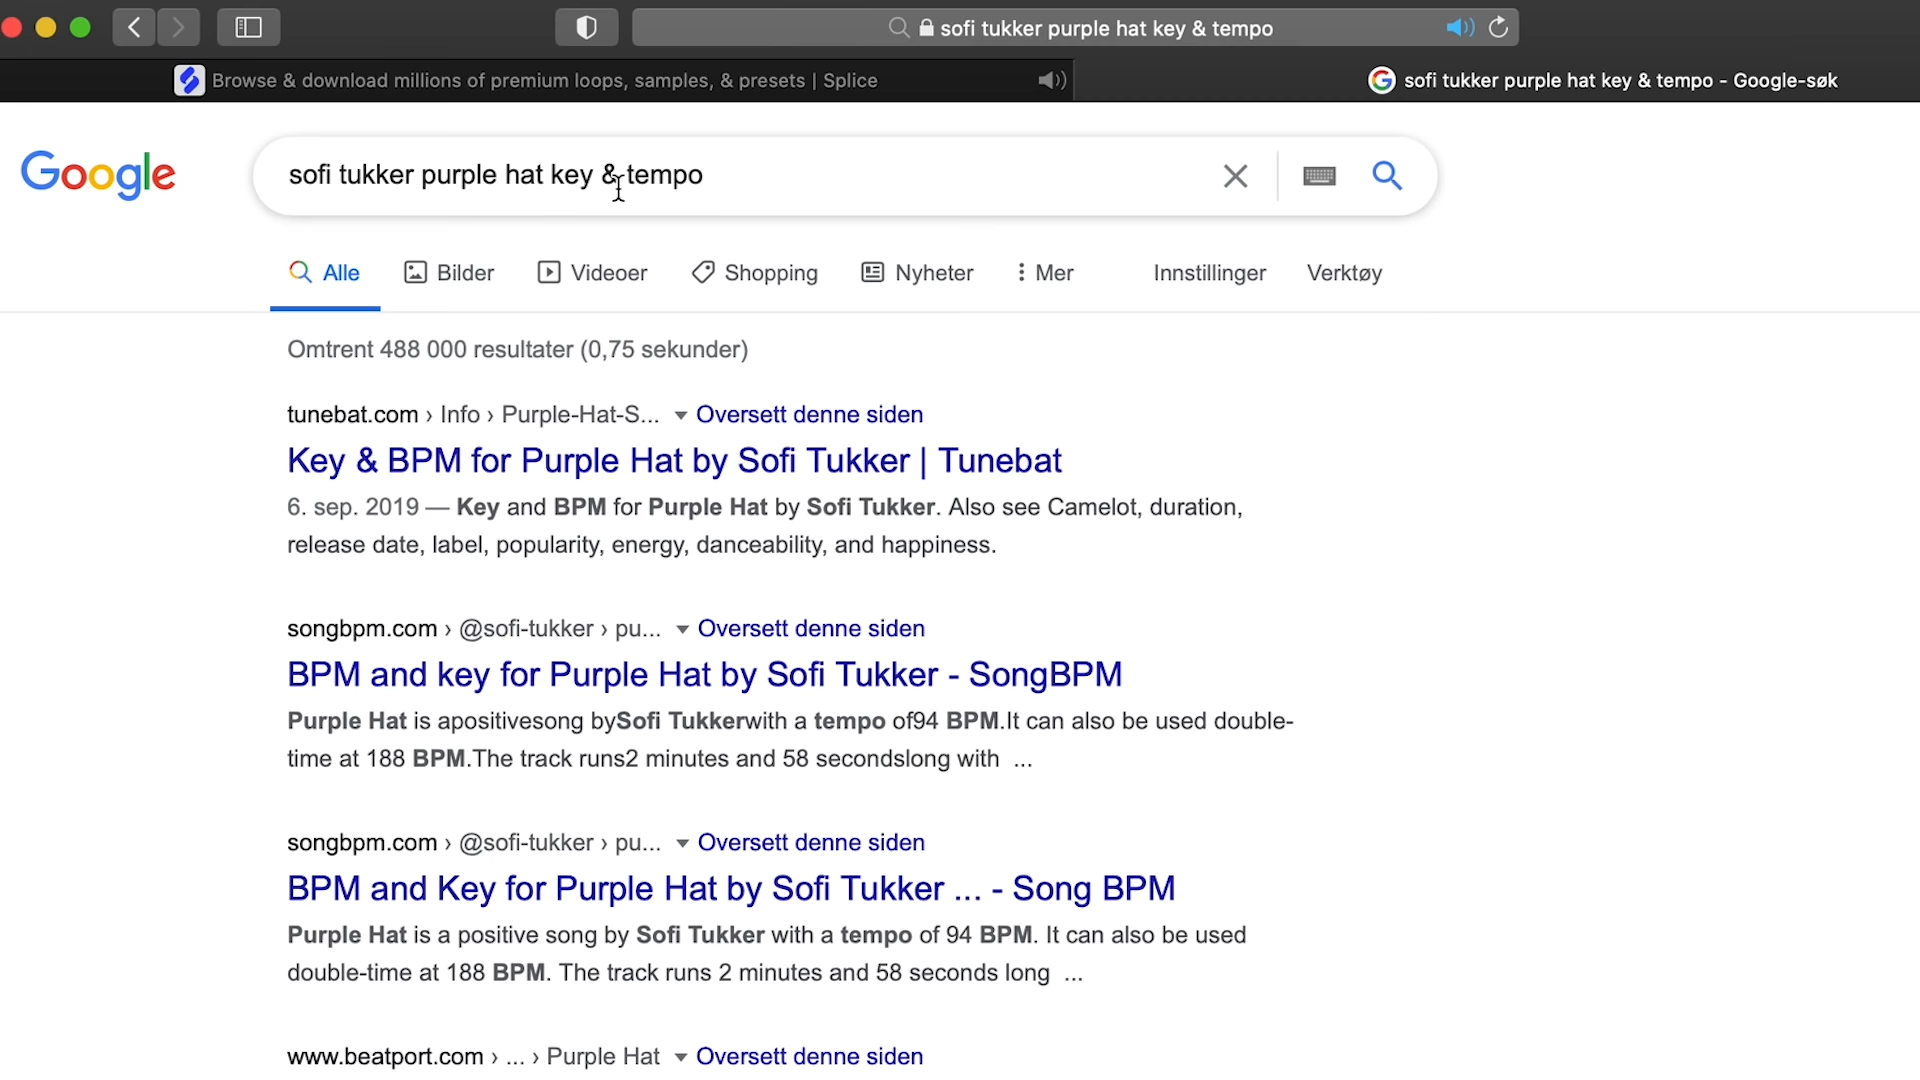 sofi tukker purple hat key & tempo
Browse & download millions of premium loops, samples, & presets | Splice
sofi tukker purple hat key & tempo - Google-søk
Google
sofi tukker purple hat key & tempo
Alle
Bilder
Videoer
Shopping
Nyheter
Mer
Innstillinger
Verktøy
Omtrent 488 000 resultater (0,75 sekunder)
tunebat.com › Info › Purple-Hat-S... Oversett denne siden
Key & BPM for Purple Hat by Sofi Tukker | Tunebat
6. sep. 2019 — Key and BPM for Purple Hat by Sofi Tukker. Also see Camelot, duration,
release date, label, popularity, energy, danceability, and happiness.
songbpm.com › @sofi-tukker › pu... Oversett denne siden
BPM and key for Purple Hat by Sofi Tukker - SongBPM
Purple Hat is apositivesong bySofi Tukkerwith a tempo of94 BPM.It can also be used double-
time at 188 BPM.The track runs2 minutes and 58 secondslong with ...
songbpm.com › @sofi-tukker › pu... Oversett denne siden
BPM and Key for Purple Hat by Sofi Tukker ... - Song BPM
Purple Hat is a positive song by Sofi Tukker with a tempo of 94 BPM. It can also be used
double-time at 188 BPM. The track runs 2 minutes and 58 seconds long ...
www.beatport.com › ... › Purple Hat Oversett denne siden